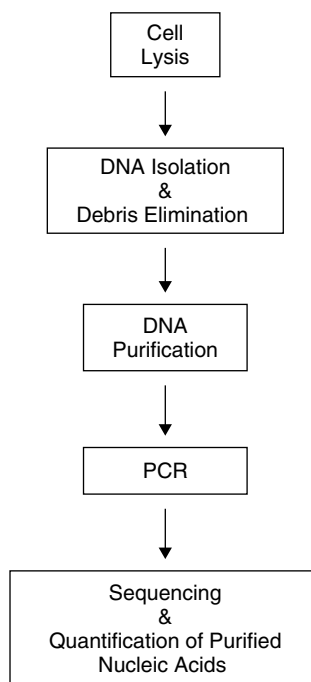 Cell
Lysis
DNA Isolation
&
Debris Elimination
DNA
Purification
PCR
Sequencing
&
Quantification of Purified
Nucleic Acids